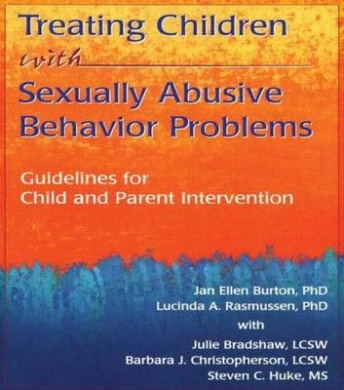 Treating Children
with
Sexually Abusive
Behavior Problems
Guidelines for
Child and Parent Intervention
Jan Ellen Burton, PhD
Lucinda A. Rasmussen, PhD
with
Julie Bradshaw, LCSW
Barbara J. Christopherson, LCSW
Steven C. Huke, MS